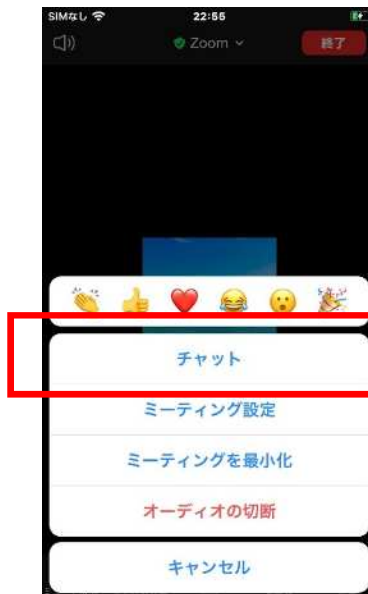 SIMなし 22:56
Zoom 終了
チャット
ミーティング設定
ミーティングを最小化
オーディオの切断
キャンセル